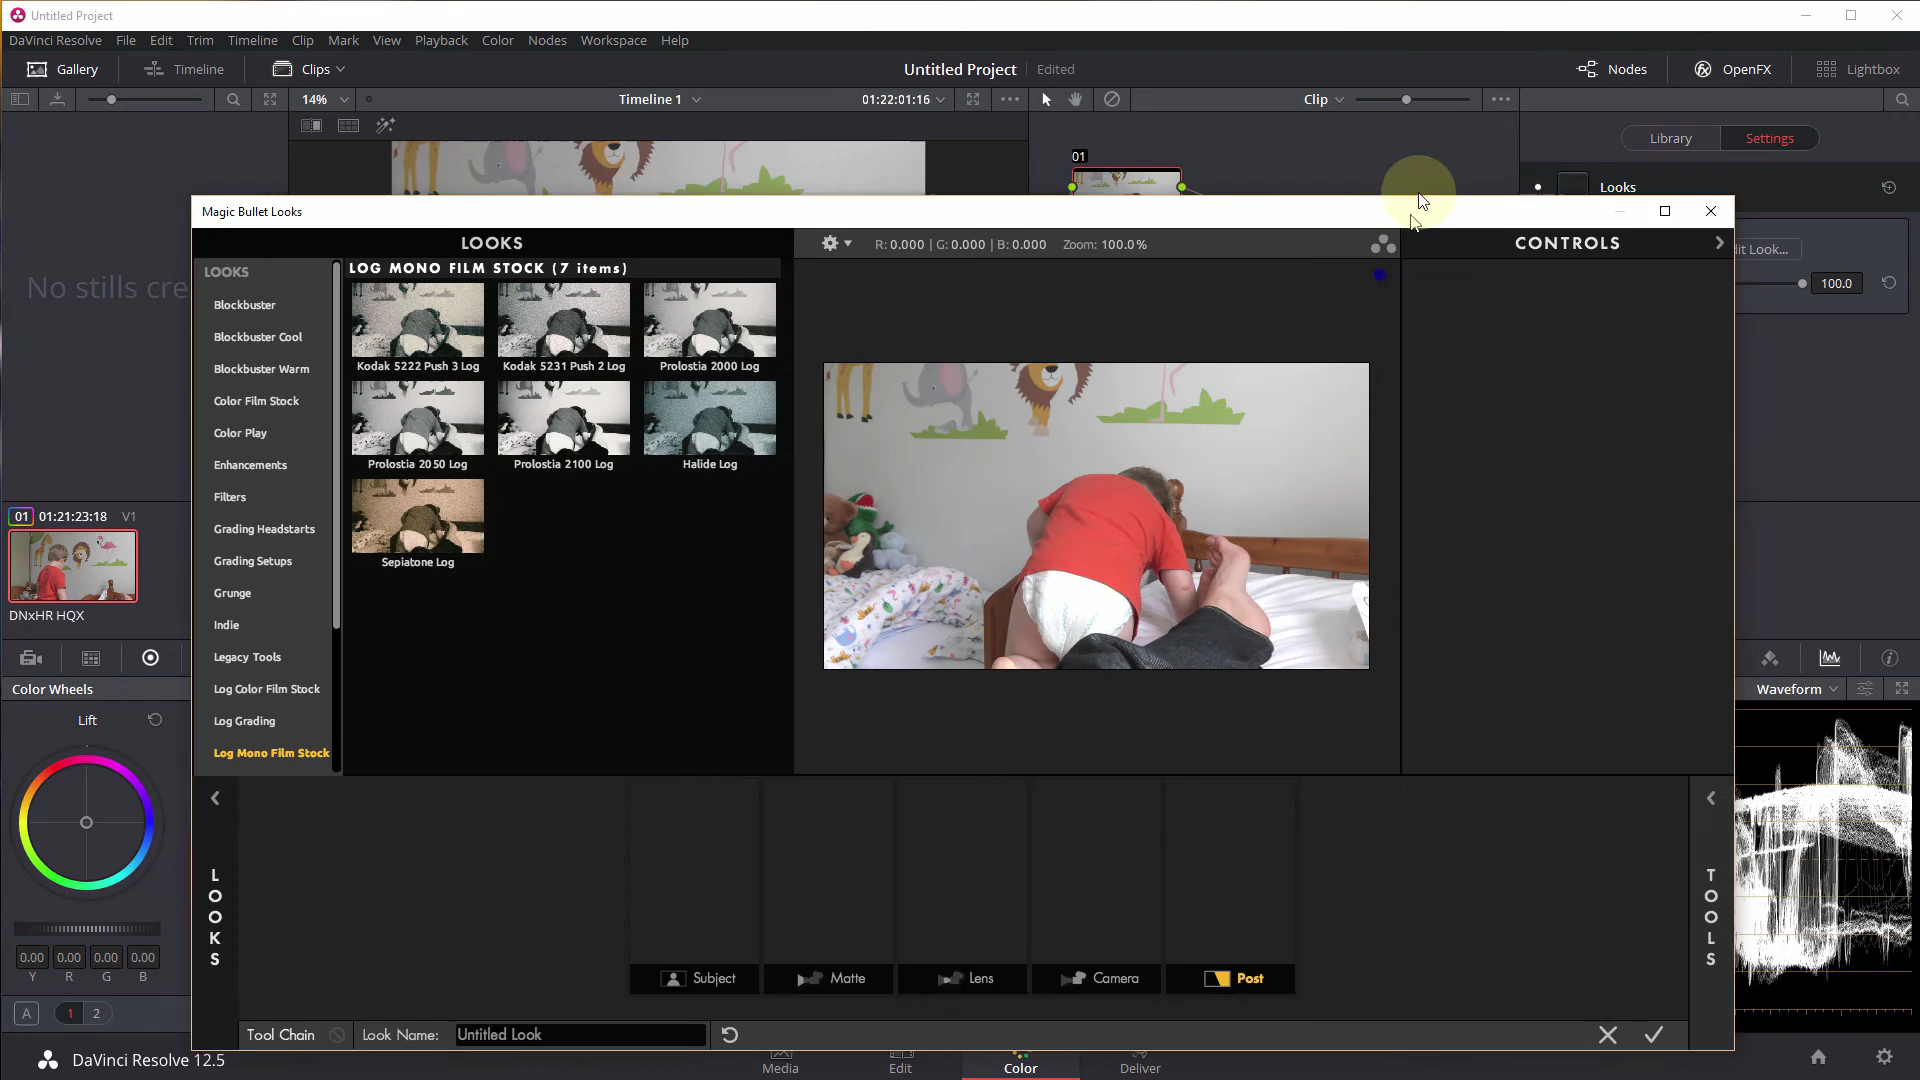 Untitled Project
DaVinci Resolve File Edit Trim Timeline Clip Mark View Playback Color Nodes Workspace Help
Gallery Timeline Clips Untitled Project Edited Nodes OpenFX Lightbox
14% Timeline 1 01:22:01:16 Clip
Library Settings
01
Looks
No stills cre
Magic Bullet Looks
LOOKS
R: 0.000 | G: 0.000 | B: 0.000 Zoom: 100.0%
CONTROLS
dit Look...
100.0
LOOKS
Blockbuster
Blockbuster Cool
Blockbuster Warm
Color Film Stock
Color Play
Enhancements
Filters
Grading Headstarts
Grading Setups
Grunge
Indie
Legacy Tools
Log Color Film Stock
Log Grading
Log Mono Film Stock
LOG MONO FILM STOCK (7 items)
Kodak 5222 Push 3 Log Kodak 5231 Push 2 Log Prolostia 2000 Log
Prolostia 2050 Log Prolostia 2100 Log Halide Log
Sepiatone Log
01 01:21:23:18 V1
DNxHR HQX
Color Wheels
Lift
0.00 0.00 0.00 0.00
Y R G B
A 1 2
Waveform
LOOKS
TOOLS
Subject Matte Lens Camera Post
Tool Chain Look Name: Untitled Look
DaVinci Resolve 12.5
Media Edit Color Deliver